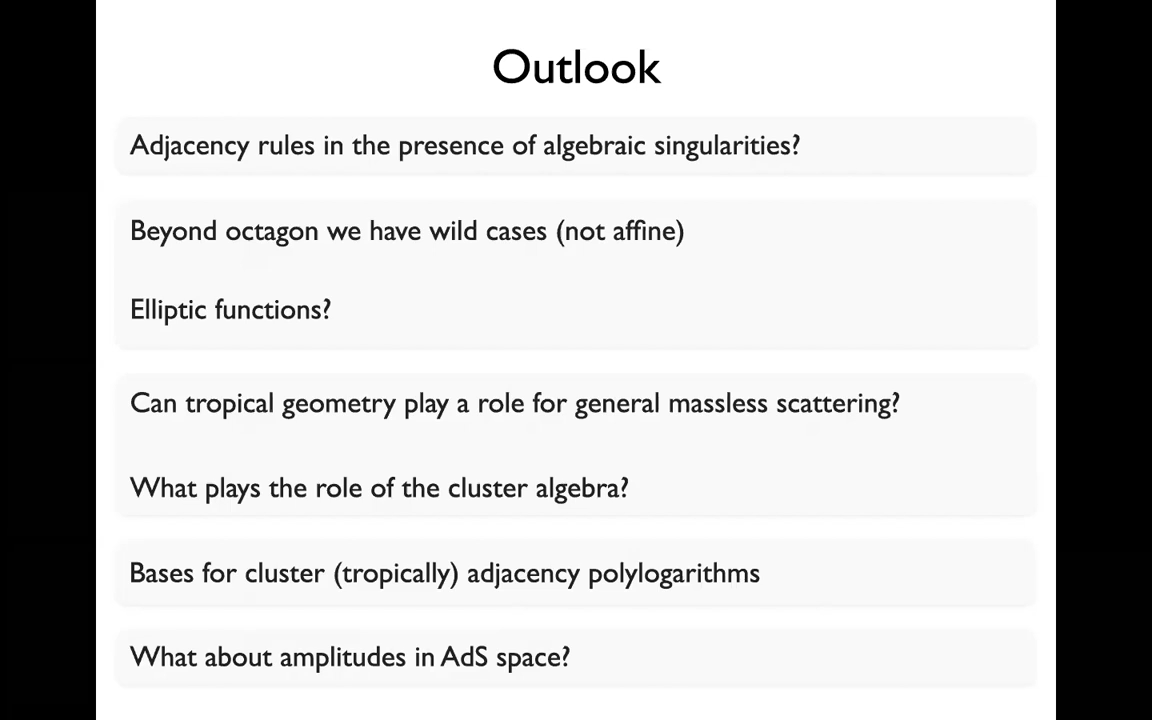 Outlook
Adjacency rules in the presence of algebraic singularities?
Beyond octagon we have wild cases (not affine)
Elliptic functions?
Can tropical geometry play a role for general massless scattering?
What plays the role of the cluster algebra?
Bases for cluster (tropically) adjacency polylogarithms
What about amplitudes in AdS space?